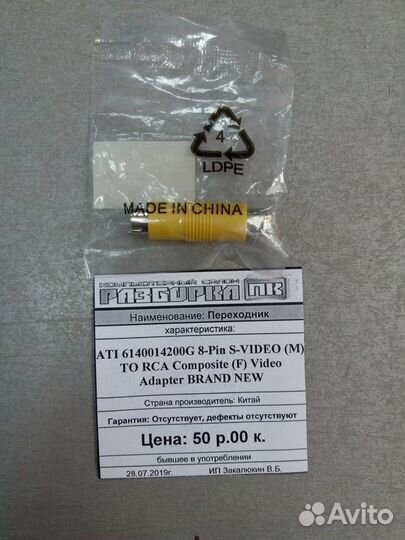 4
LDPE
MADE IN CHINA
КОМПЬЮТЕРНЫЙ САЛОН
РАЗБОРКА ПК
Наименование: Переходник
характеристика:
ATI 6140014200G 8-Pin S-VIDEO (M)
TO RCA Composite (F) Video
Adapter BRAND NEW
Страна производитель: Китай
Гарантия: Отсутствует, дефекты отсутствуют
Цена: 50 р.00 к.
бывшее в употреблении
28.07.2019г. ИП Закалюкин В.Б.
Avito